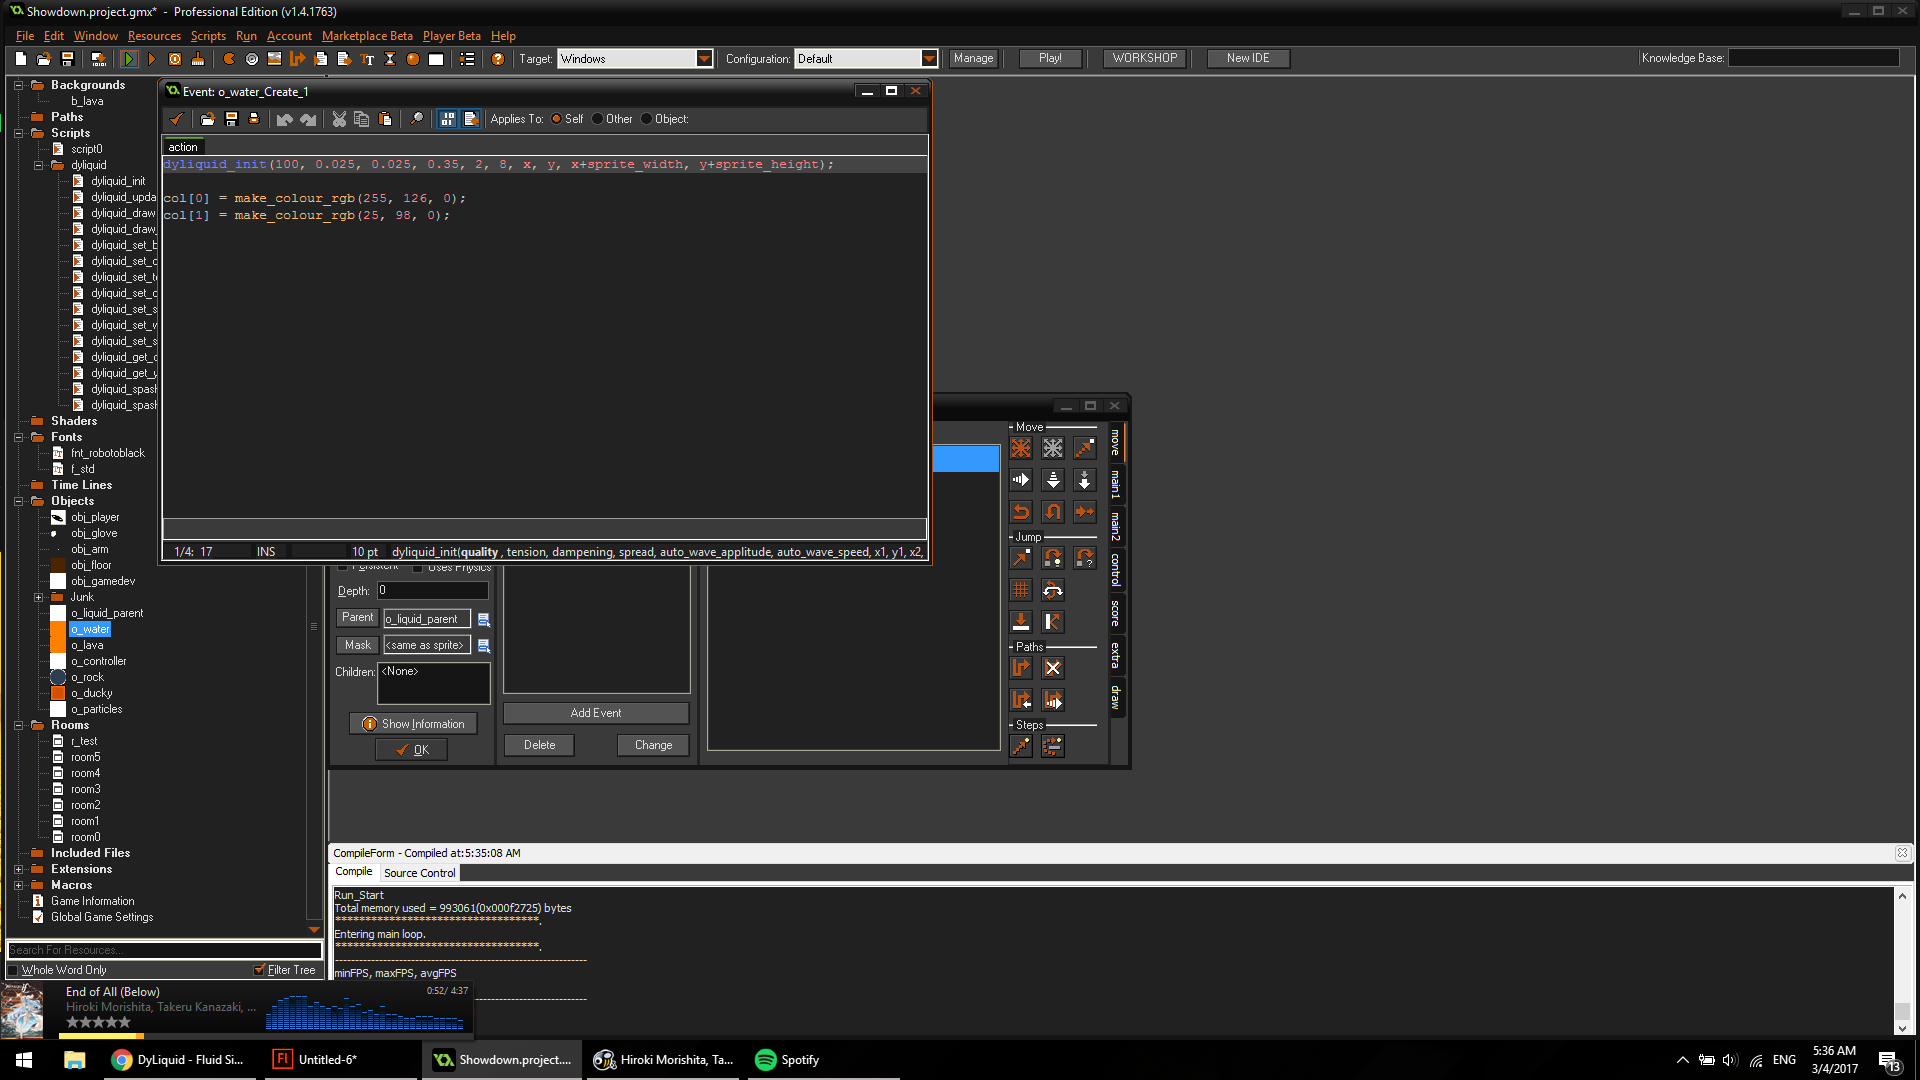 Showdown.project.gmx* - Professional Edition (v1.4.1763)
File Edit Window Resources Scripts Run Account Marketplace Beta Player Beta Help
Target: Windows Configuration: Default Manage Play! WORKSHOP New IDE Knowledge Base:
Backgrounds
b_lava
Paths
Scripts
script0
dyliquid
dyliquid_init
dyliquid_upda
dyliquid_draw
dyliquid_draw_
dyliquid_set_b
dyliquid_set_c
dyliquid_set_t
dyliquid_set_c
dyliquid_set_s
dyliquid_set_v
dyliquid_set_s
dyliquid_get_c
dyliquid_get_y
dyliquid_spash
dyliquid_spash
Shaders
Fonts
fnt_robotoblack
f_std
Time Lines
Objects
obj_player
obj_glove
obj_arm
obj_floor
obj_gamedev
Junk
o_liquid_parent
o_water
o_lava
o_controller
o_rock
o_ducky
o_particles
Rooms
r_test
room5
room4
room3
room2
room1
room0
Included Files
Extensions
Macros
Game Information
Global Game Settings
Search For Resources...
Whole Word Only Filter Tree
Event: o_water_Create_1
Applies To: Self Other Object:
action
dyliquid_init(100, 0.025, 0.025, 0.35, 2, 8, x, y, x+sprite_width, y+sprite_height);
col[0] = make_colour_rgb(255, 126, 0);
col[1] = make_colour_rgb(25, 98, 0);
1/4: 17 INS 10 pt dyliquid_init(quality , tension, dampening, spread, auto_wave_applitude, auto_wave_speed, x1, y1, x2,
Persistent Uses Physics
Depth: 0
Parent o_liquid_parent
Mask <same as sprite>
Children: <None>
Show Information
OK
Add Event
Delete Change
Move
Jump
Paths
Steps
move
main1
main2
control
score
extra
draw
CompileForm - Compiled at:5:35:08 AM
Compile Source Control
Run_Start
Total memory used = 993061(0x000f2725) bytes
***********************************.
Entering main loop.
***********************************.
minFPS, maxFPS, avgFPS
End of All (Below) 0:52/ 4:37
Hiroki Morishita, Takeru Kanazaki, ...
DyLiquid - Fluid Si...
Untitled-6*
Showdown.project....
Hiroki Morishita, Ta...
Spotify
ENG
5:36 AM
3/4/2017
13